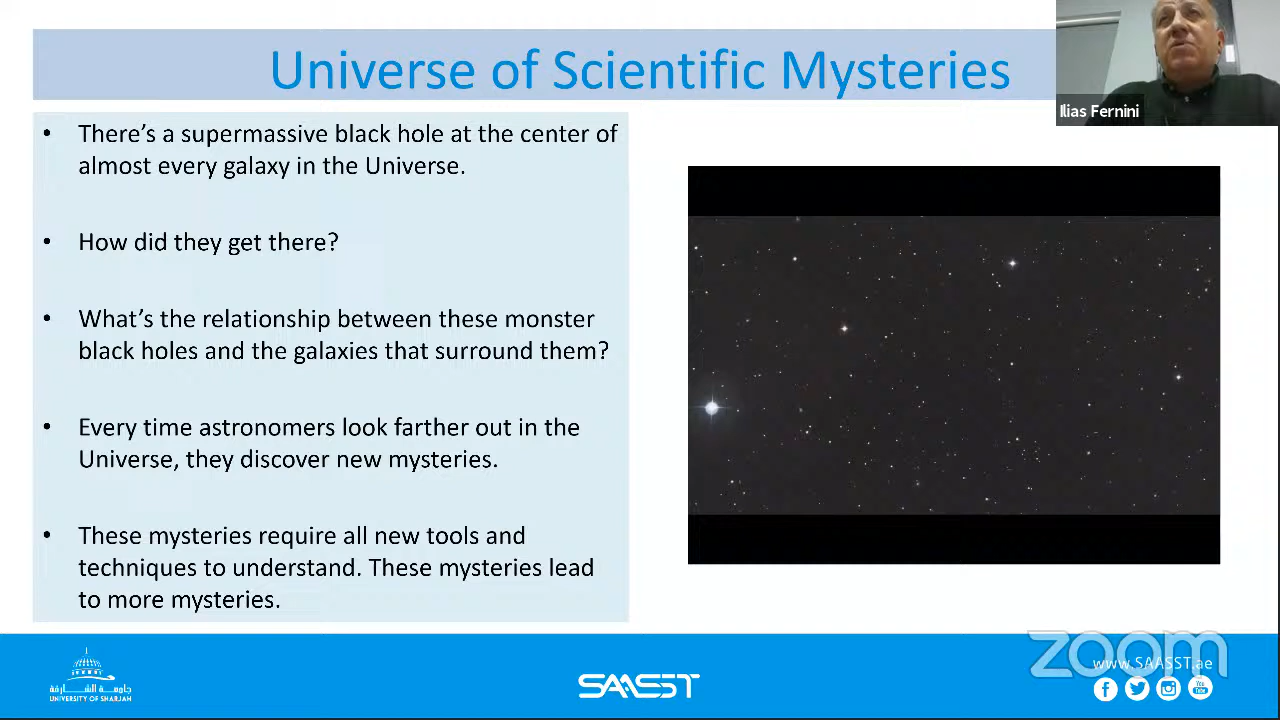 Universe of Scientific Mysteries
Ilias Fernini
• There’s a supermassive black hole at the center of
almost every galaxy in the Universe.
• How did they get there?
• What’s the relationship between these monster
black holes and the galaxies that surround them?
• Every time astronomers look farther out in the
Universe, they discover new mysteries.
• These mysteries require all new tools and
techniques to understand. These mysteries lead
to more mysteries.
جامعة الشارقة
UNIVERSITY OF SHARJAH
SAASST
zoom
www.SAASST.ae
You
Tube